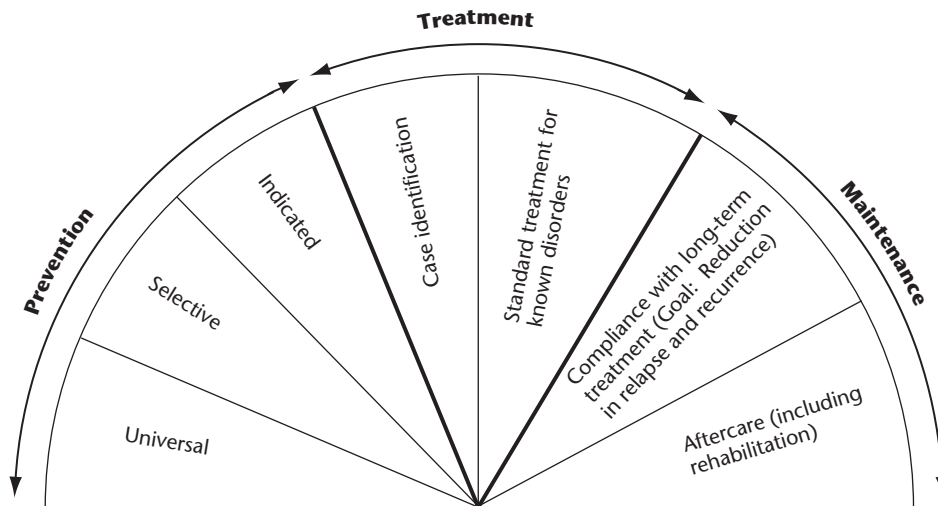 Treatment
Prevention
Maintenance
Universal
Selective
Indicated
Case identification
Standard treatment for
known disorders
Compliance with long-term
treatment (Goal: Reduction
in relapse and recurrence)
Aftercare (including
rehabilitation)